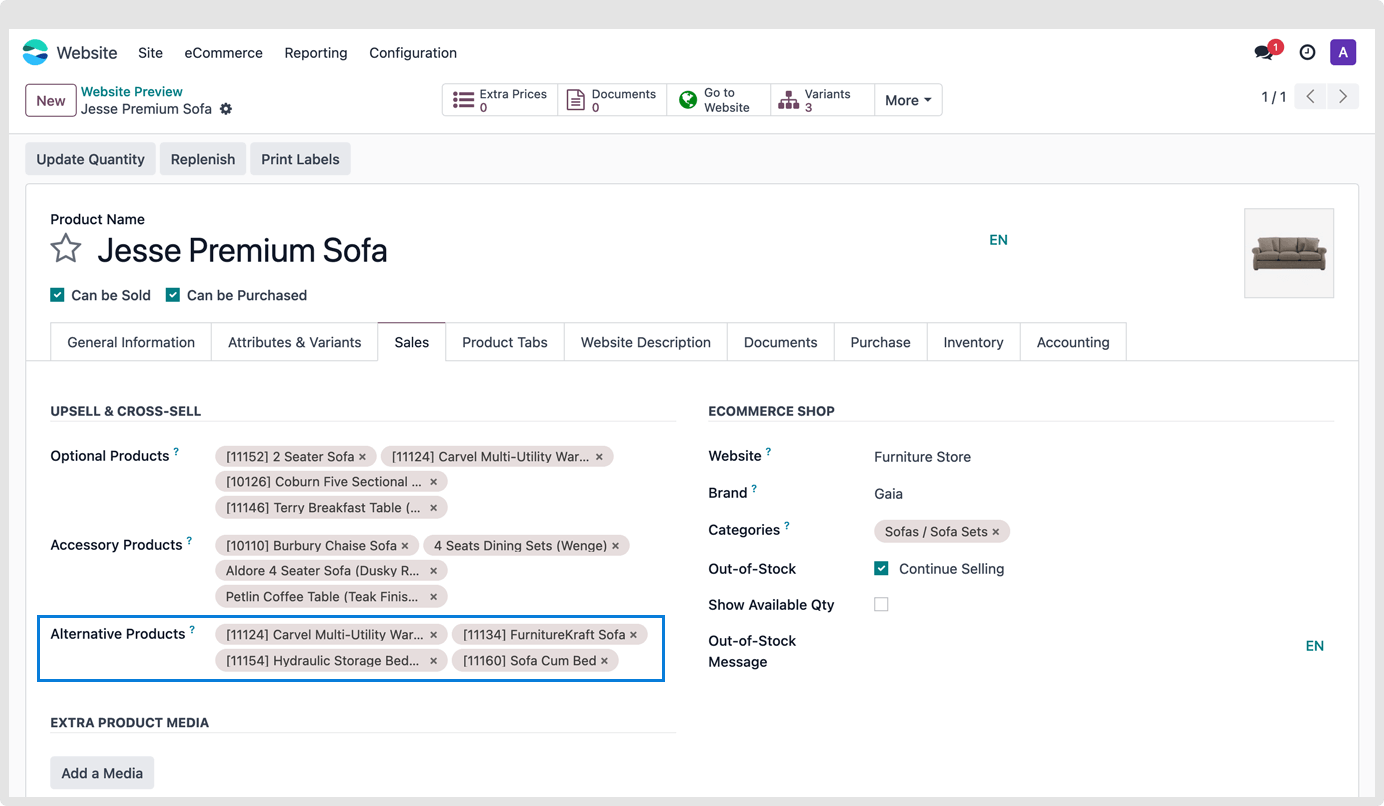 Website Site eCommerce Reporting Configuration 1 A
New Website Preview
Jesse Premium Sofa
Extra Prices
0
Documents
0
Go to
Website
Variants
3
More
1 / 1
Update Quantity Replenish Print Labels
Product Name
Jesse Premium Sofa EN
Can be Sold Can be Purchased
General Information Attributes & Variants Sales Product Tabs Website Description Documents Purchase Inventory Accounting
UPSELL & CROSS-SELL
Optional Products ? [11152] 2 Seater Sofa × [11124] Carvel Multi-Utility War... ×
[10126] Coburn Five Sectional ... ×
[11146] Terry Breakfast Table (... ×
Accessory Products ? [10110] Burbury Chaise Sofa × 4 Seats Dining Sets (Wenge) ×
Aldore 4 Seater Sofa (Dusky R... ×
Petlin Coffee Table (Teak Finis... ×
Alternative Products ? [11124] Carvel Multi-Utility War... × [11134] FurnitureKraft Sofa ×
[11154] Hydraulic Storage Bed... × [11160] Sofa Cum Bed ×
EXTRA PRODUCT MEDIA
Add a Media
ECOMMERCE SHOP
Website ? Furniture Store
Brand ? Gaia
Categories ? Sofas / Sofa Sets ×
Out-of-Stock Continue Selling
Show Available Qty
Out-of-Stock
Message EN